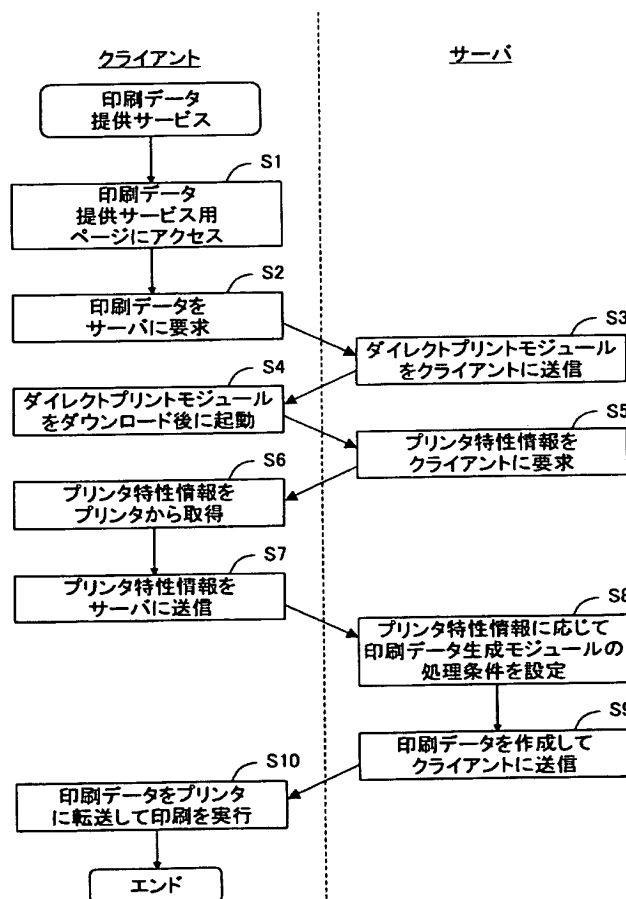 クライアント
サーバ
印刷データ
提供サービス
S1
印刷データ
提供サービス用
ページにアクセス
S2
印刷データを
サーバに要求
S3
ダイレクトプリントモジュール
をクライアントに送信
S4
ダイレクトプリントモジュール
をダウンロード後に起動
S5
プリンタ特性情報を
クライアントに要求
S6
プリンタ特性情報を
プリンタから取得
S7
プリンタ特性情報を
サーバに送信
S8
プリンタ特性情報に応じて
印刷データ生成モジュールの
処理条件を設定
S9
印刷データを作成して
クライアントに送信
S10
印刷データをプリンタ
に転送して印刷を実行
エンド